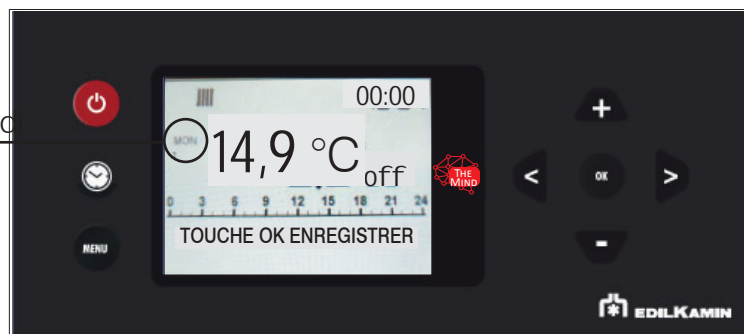 00:00
d
MON
14,9 °C
off
THE
MIND
0 3 6 9 12 15 18 21 24
TOUCHE OK ENREGISTRER
MENU
+
<
OK
>
-
EDILKAMIN